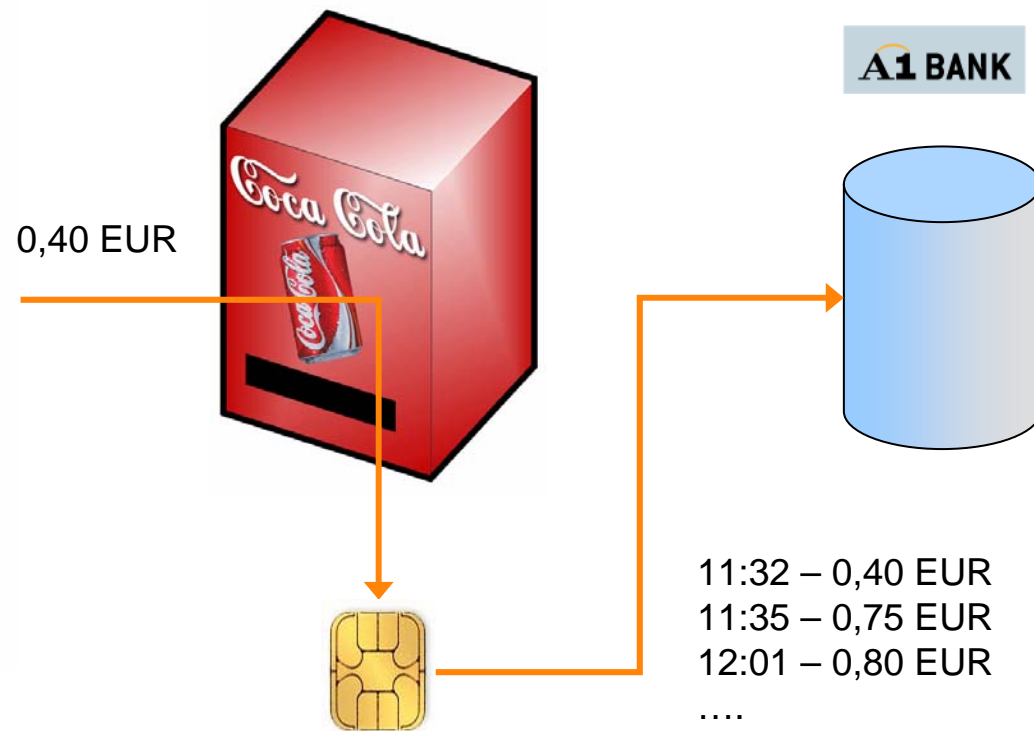 A1 BANK
Coca Cola
0,40 EUR
Coca-Cola
11:32 – 0,40 EUR
11:35 – 0,75 EUR
12:01 – 0,80 EUR
….